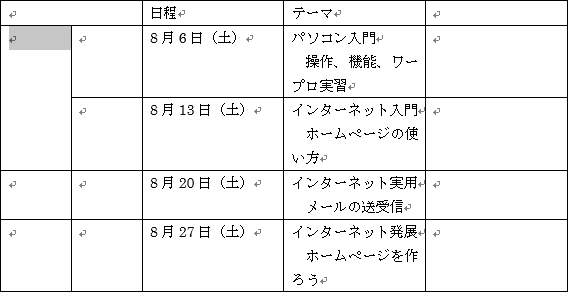 日程 テーマ
8月6日（土） パソコン入門
操作、機能、ワー
プロ実習
8月13日（土） インターネット入門
ホームページの使
い方
8月20日（土） インターネット実用
メールの送受信
8月27日（土） インターネット発展
ホームページを作
ろう